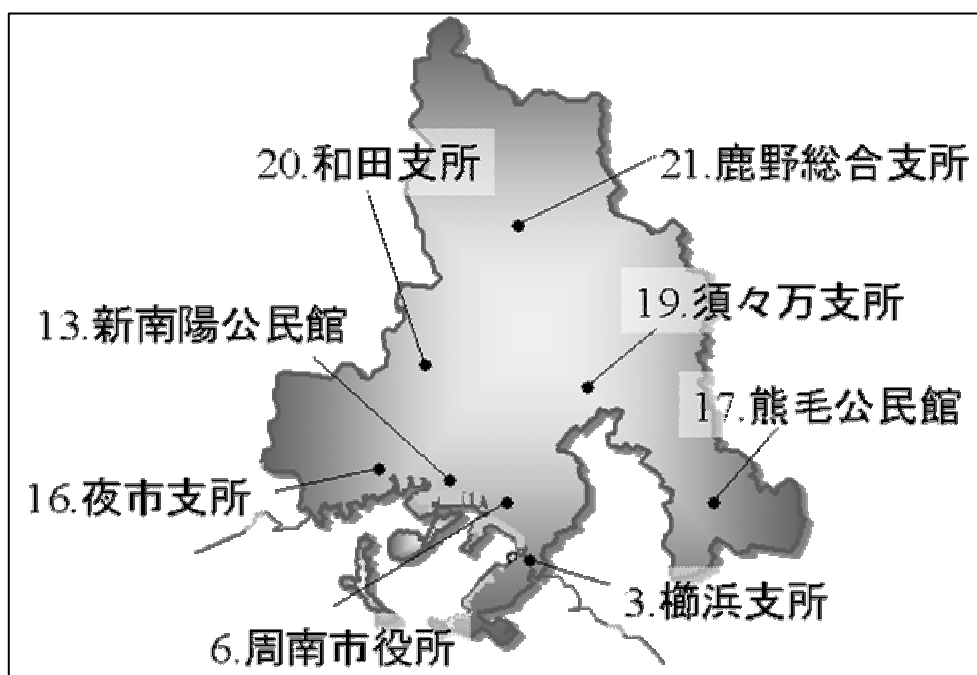 20.和田支所
21.鹿野総合支所
19.須々万支所
13.新南陽公民館
17.熊毛公民館
16.夜市支所
3.櫛浜支所
6.周南市役所